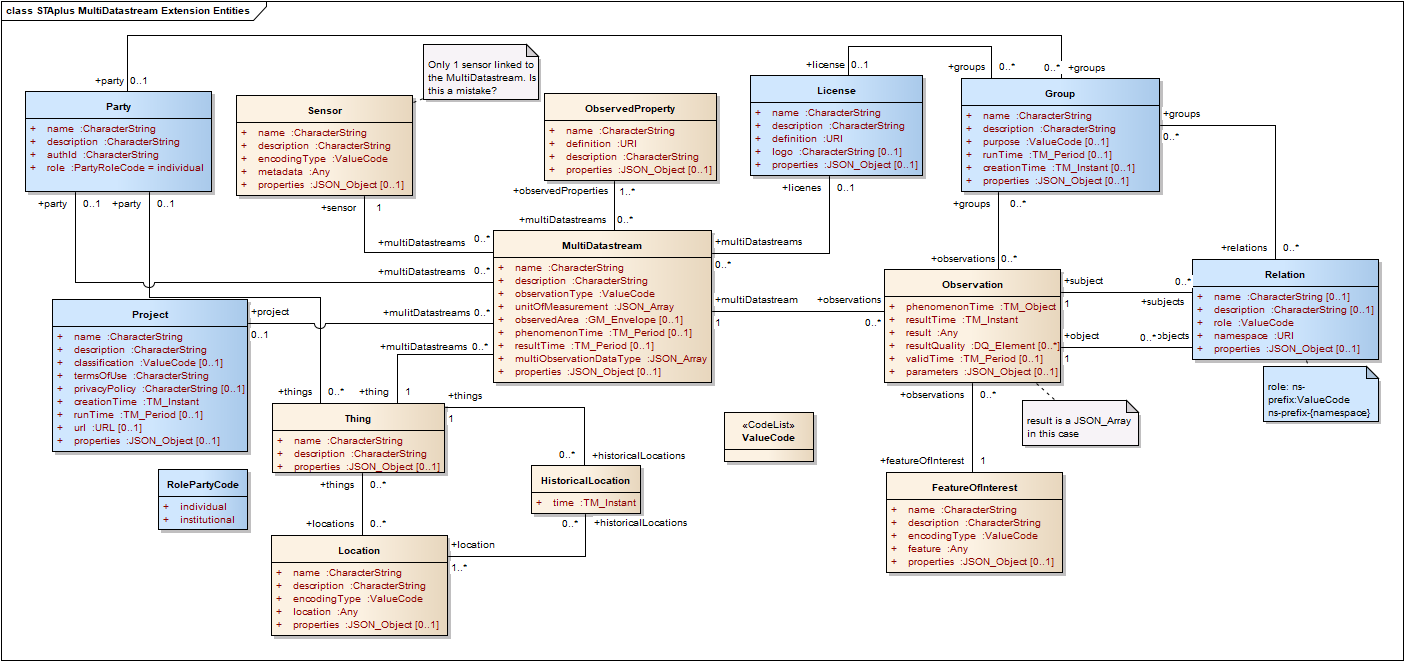 class STAplus MultiDatastream Extension Entities
+party 0..1
Only 1 sensor linked to
the MultiDatastream. Is
this a mistake?
+license 0..1
+groups 0..*
0..* +groups
Party
+ name :CharacterString
+ description :CharacterString
+ authId :CharacterString
+ role :PartyRoleCode = individual
Sensor
+ name :CharacterString
+ description :CharacterString
+ encodingType :ValueCode
+ metadata :Any
+ properties :JSON_Object [0..1]
ObservedProperty
+ name :CharacterString
+ definition :URI
+ description :CharacterString
+ properties :JSON_Object [0..1]
License
+ name :CharacterString
+ description :CharacterString
+ definition :URI
+ logo :CharacterString [0..1]
+ properties :JSON_Object [0..1]
Group
+ name :CharacterString
+ description :CharacterString
+ purpose :ValueCode [0..1]
+ runTime :TM_Period [0..1]
+ creationTime :TM_Instant [0..1]
+ properties :JSON_Object [0..1]
+groups
0..*
+party 0..1
+party 0..1
+sensor 1
+observedProperties 1..*
+licenes 0..1
+groups 0..*
+multiDatastreams 0..*
+multiDatastreams 0..*
+multiDatastreams
0..*
+observations 0..*
+relations 0..*
+multiDatastreams 0..*
MultiDatastream
+ name :CharacterString
+ description :CharacterString
+ observationType :ValueCode
+ unitOfMeasurement :JSON_Array
+ observedArea :GM_Envelope [0..1]
+ phenomenonTime :TM_Period [0..1]
+ resultTime :TM_Period [0..1]
+ multiObservationDataType :JSON_Array
+ properties :JSON_Object [0..1]
+multiDatastream
1
+observations
0..*
Observation
+ phenomenonTime :TM_Object
+ resultTime :TM_Instant
+ result :Any
+ resultQuality :DQ_Element [0..*]
+ validTime :TM_Period [0..1]
+ parameters :JSON_Object [0..1]
+subject
1
0..*
+subjects
+object
1
0..*
+objects
Relation
+ name :CharacterString [0..1]
+ description :CharacterString [0..1]
+ role :ValueCode
+ namespace :URI
+ properties :JSON_Object [0..1]
role: ns-
prefix:ValueCode
ns-prefix-{namespace}
Project
+ name :CharacterString
+ description :CharacterString
+ classification :ValueCode [0..1]
+ termsOfUse :CharacterString
+ privacyPolicy :CharacterString [0..1]
+ creationTime :TM_Instant
+ runTime :TM_Period [0..1]
+ url :URL [0..1]
+ properties :JSON_Object [0..1]
+project
0..1
+mulitDatastreams 0..*
+multiDatastreams 0..*
+things 0..*
+thing 1
+things
1
Thing
+ name :CharacterString
+ description :CharacterString
+ properties :JSON_Object [0..1]
«CodeList»
ValueCode
+observations 0..*
result is a JSON_Array
in this case
0..* +historicalLocations
+featureOfInterest 1
RolePartyCode
+ individual
+ institutional
+things 0..*
HistoricalLocation
+ time :TM_Instant
0..* +historicalLocations
FeatureOfInterest
+ name :CharacterString
+ description :CharacterString
+ encodingType :ValueCode
+ feature :Any
+ properties :JSON_Object [0..1]
+locations 0..*
+location
1..*
Location
+ name :CharacterString
+ description :CharacterString
+ encodingType :ValueCode
+ location :Any
+ properties :JSON_Object [0..1]